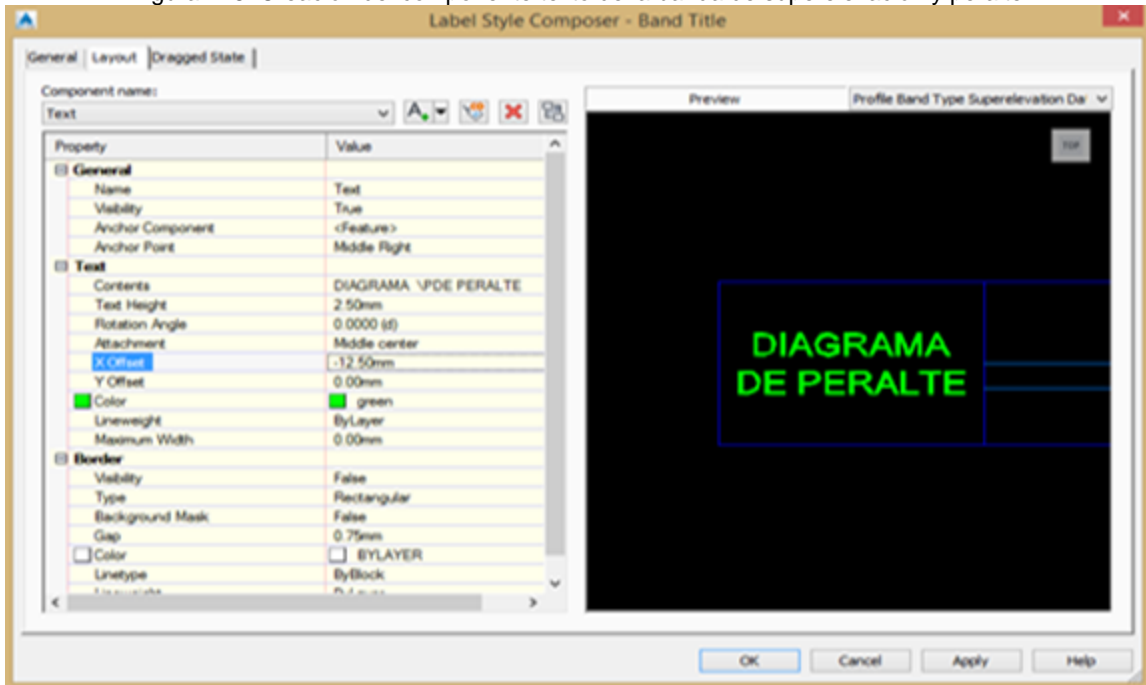 Label Style Composer - Band Title
General Layout Dragged State
Component name:
Text
Preview
Profile Band Type Superelevation Da
Property Value
General
Name Text
Visibility True
Anchor Component <Feature>
Anchor Point Middle Right
Text
Contents DIAGRAMA \PDE PERALTE
Text Height 2.50mm
Rotation Angle 0.0000 (d)
Attachment Middle center
X Offset -12.50mm
Y Offset 0.00mm
Color green
Lineweight ByLayer
Maximum Width 0.00mm
Border
Visibility False
Type Rectangular
Background Mask False
Gap 0.75mm
Color BYLAYER
Linetype ByBlock
TOP
DIAGRAMA
DE PERALTE
OK Cancel Apply Help